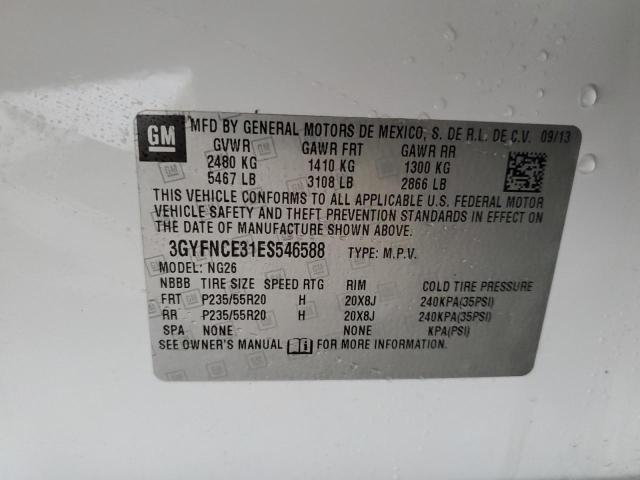 GM MFD BY GENERAL MOTORS DE MEXICO, S. DE R.L. DE C.V. 09/13
GVWR GAWR FRT GAWR RR
2480 KG 1410 KG 1300 KG
5467 LB 3108 LB 2866 LB
THIS VEHICLE CONFORMS TO ALL APPLICABLE U.S. FEDERAL MOTOR
VEHICLE SAFETY AND THEFT PREVENTION STANDARDS IN EFFECT ON
THE DATE OF MANUFACTURE SHOWN ABOVE.
3GYFNCE31ES546588 TYPE: M.P.V.
MODEL: NG26
NBBB TIRE SIZE SPEED RTG RIM COLD TIRE PRESSURE
FRT P235/55R20 H 20X8J 240KPA(35PSI)
RR P235/55R20 H 20X8J 240KPA(35PSI)
SPA NONE NONE KPA(PSI)
SEE OWNER'S MANUAL FOR MORE INFORMATION.